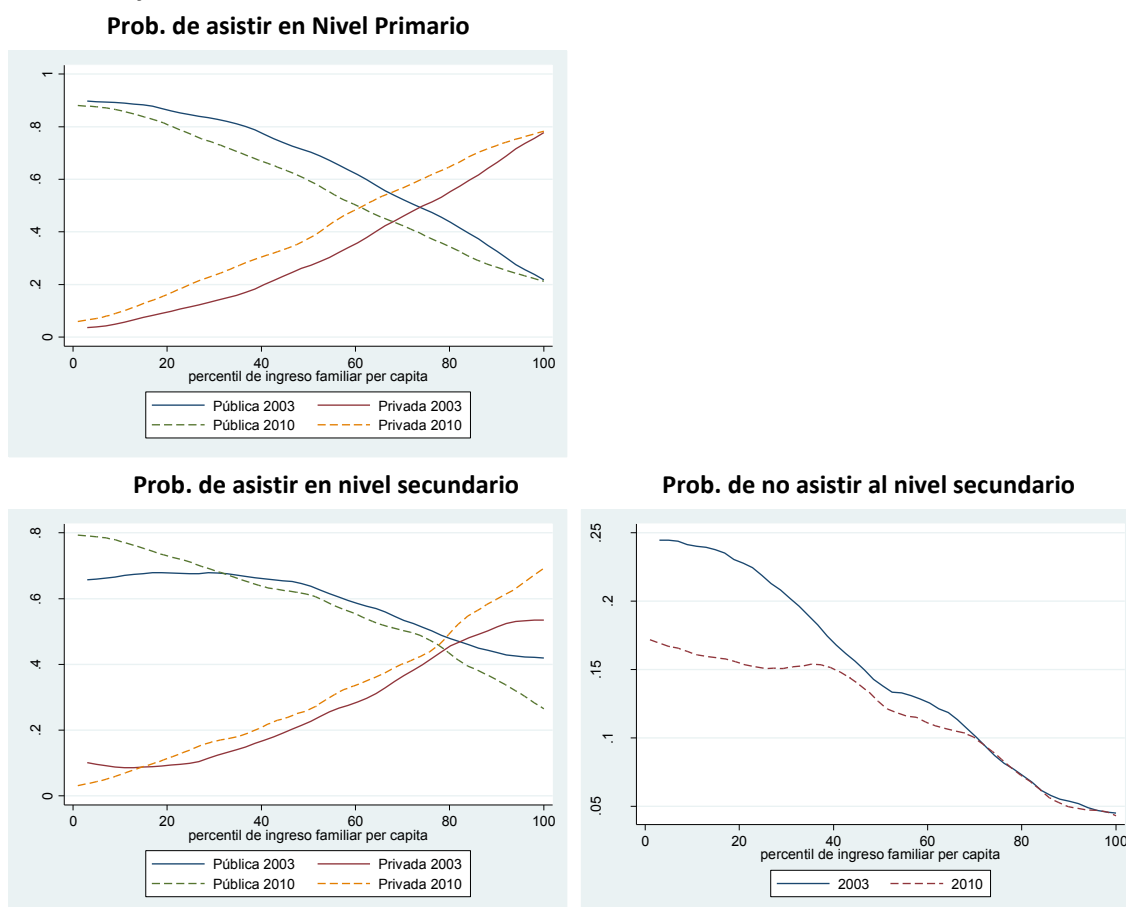 Prob. de asistir en Nivel Primario
1
.8
.6
.4
.2
0
0 20 40 60 80 100
percentil de ingreso familiar per capita
Pública 2003 Privada 2003
Pública 2010 Privada 2010
Prob. de asistir en nivel secundario
.8
.6
.4
.2
0
0 20 40 60 80 100
percentil de ingreso familiar per capita
Pública 2003 Privada 2003
Pública 2010 Privada 2010
Prob. de no asistir al nivel secundario
.25
.2
.15
.1
.05
0 20 40 60 80 100
percentil de ingreso familiar per capita
2003 2010